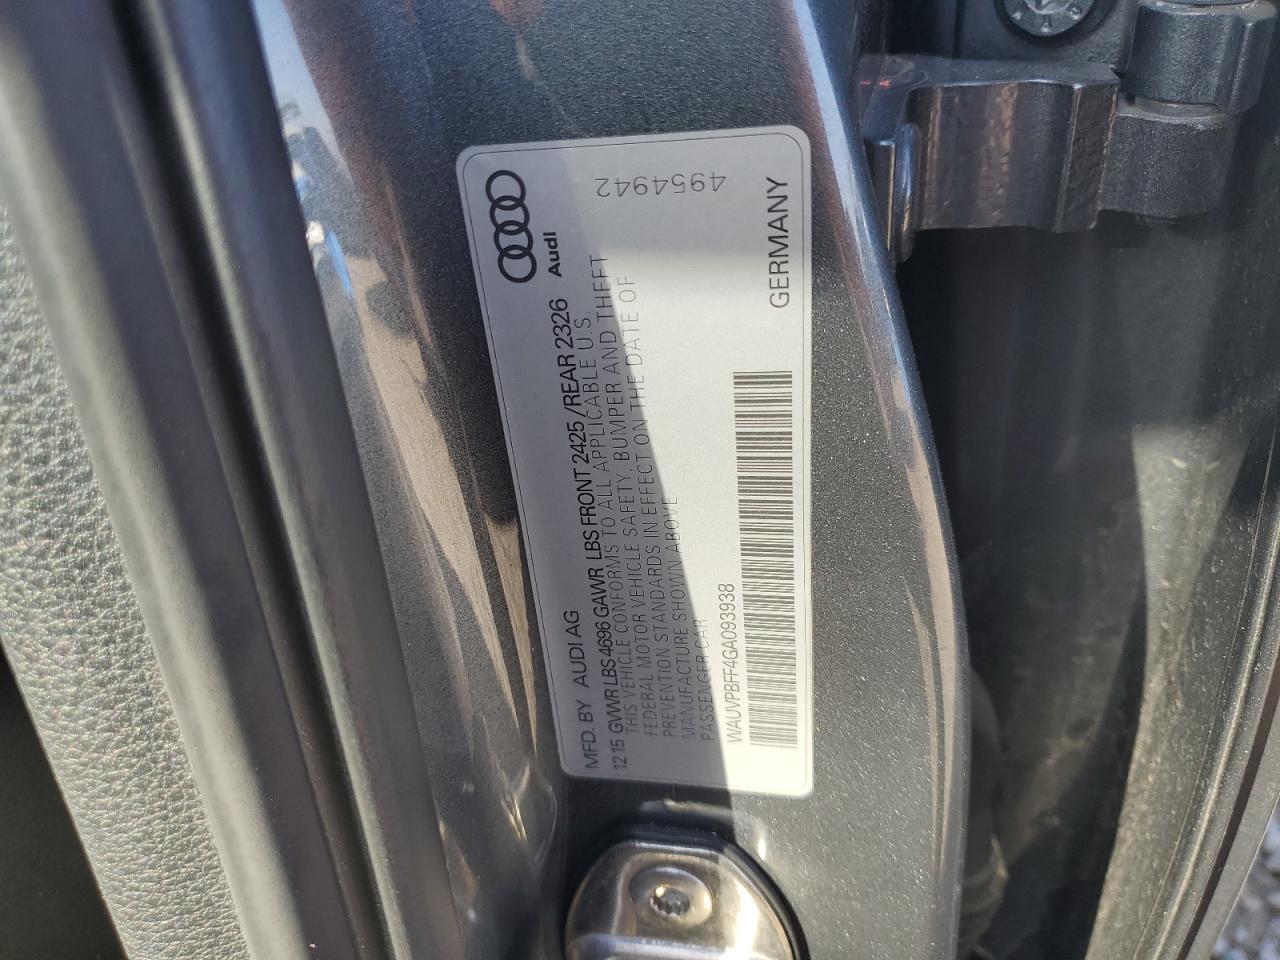 MFD. BY AUDI AG Audi
12 15 GVWR LBS 4696 GAWR LBS FRONT 2425 / REAR 2326
THIS VEHICLE CONFORMS TO ALL APPLICABLE U.S.
FEDERAL MOTOR VEHICLE SAFETY, BUMPER AND THEFT
PREVENTION STANDARDS IN EFFECT ON THE DATE OF
MANUFACTURE SHOWN ABOVE
PASSENGER CAR
4954942
WAUVPBFF4GA093938
GERMANY